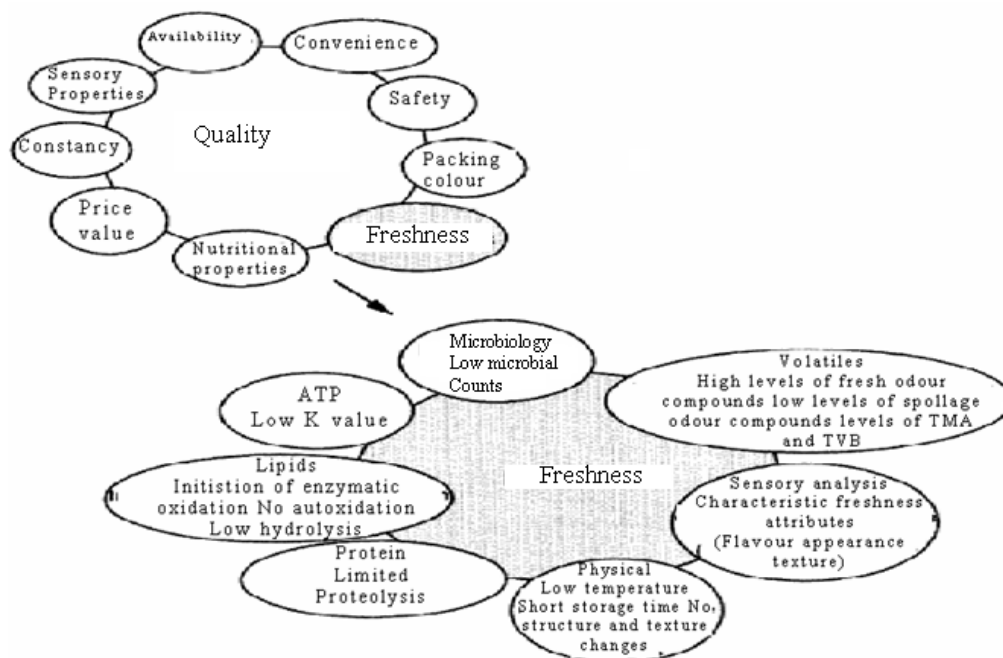 Availability
Convenience
Sensory
Properties
Safety
Quality
Constancy
Packing
colour
Price
value
Freshness
Nutritional
properties
Microbiology
Low microbial
Counts
Volatiles
High levels of fresh odour
compounds low levels of spollage
odour compounds levels of TMA
and TVB
ATP
Low K value
Lipids
Initistion of enzymatic
oxidation No autoxidation
Low hydrolysis
Freshness
Sensory analysis
Characteristic freshness
attributes
(Flavour appearance
texture)
Protein
Limited
Proteolysis
Physical
Low temperature
Short storage time No,
structure and texture
changes